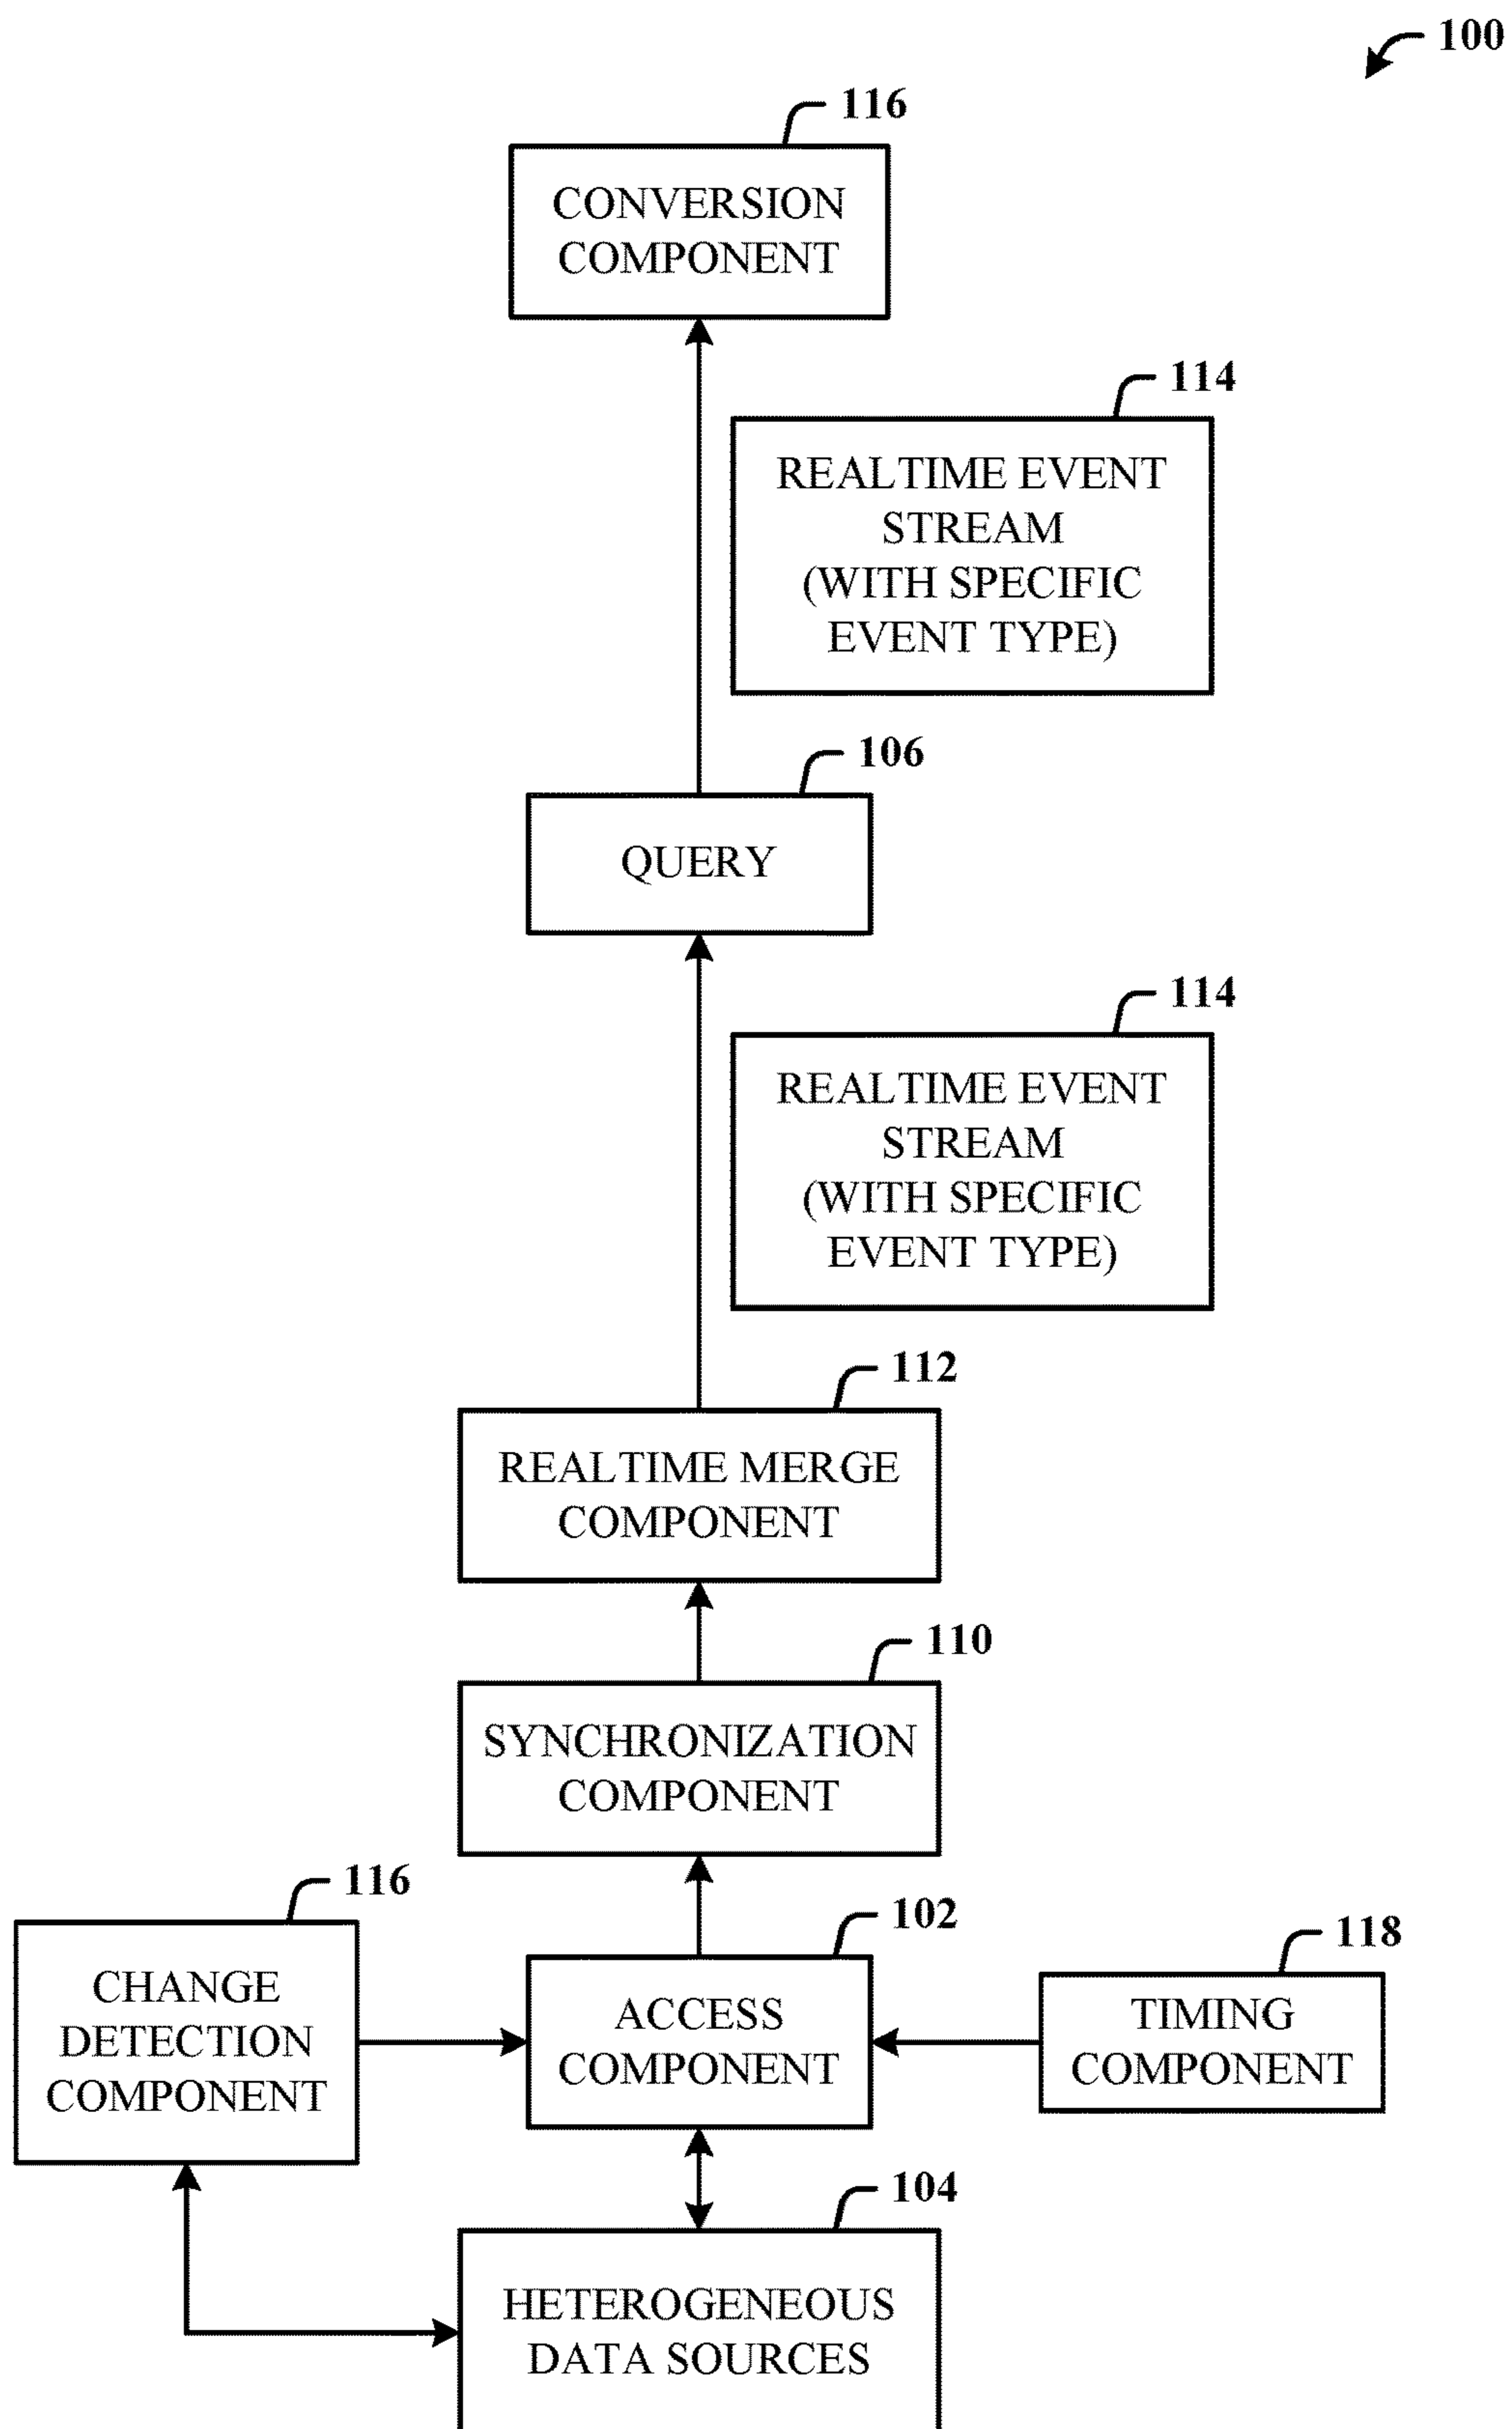 100
116
CONVERSION
COMPONENT
114
REALTIME EVENT
STREAM
(WITH SPECIFIC
EVENT TYPE)
106
QUERY
114
REALTIME EVENT
STREAM
(WITH SPECIFIC
EVENT TYPE)
112
REALTIME MERGE
COMPONENT
110
SYNCHRONIZATION
COMPONENT
116
CHANGE
DETECTION
COMPONENT
102
ACCESS
COMPONENT
118
TIMING
COMPONENT
104
HETEROGENEOUS
DATA SOURCES